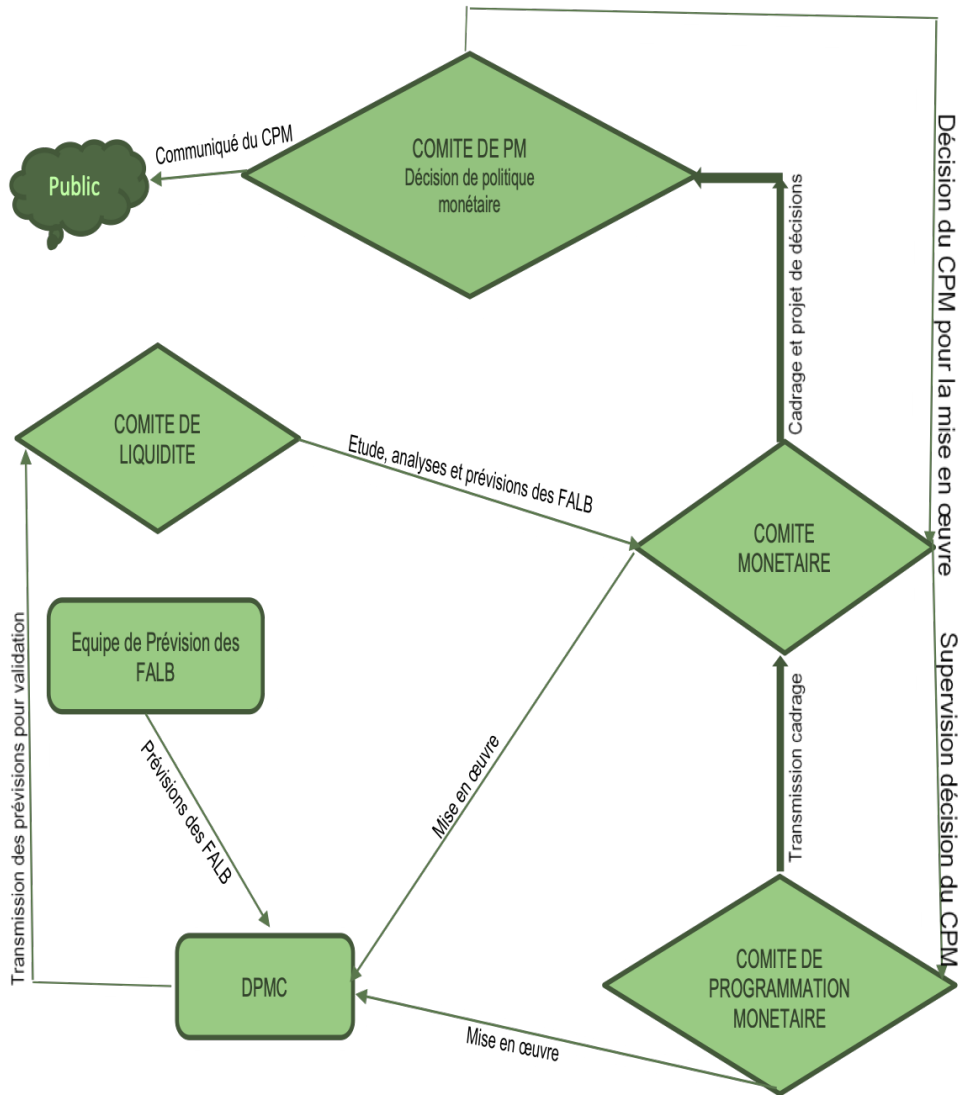 Communiqué du CPM
COMITE DE PM
Décision de politique
monétaire
Public
Décision du CPM pour la mise en œuvre
Cadrage et projet de décisions
COMITE DE
LIQUIDITE
Etude, analyses et prévisions des FALB
COMITE
MONETAIRE
Equipe de Prévision des
FALB
Transmission des prévisions pour validation
Prévisions des FALB
Mise en œuvre
Transmission cadrage
Supervision décision du CPM
DPMC
COMITE DE
PROGRAMMATION
MONETAIRE
Mise en œuvre